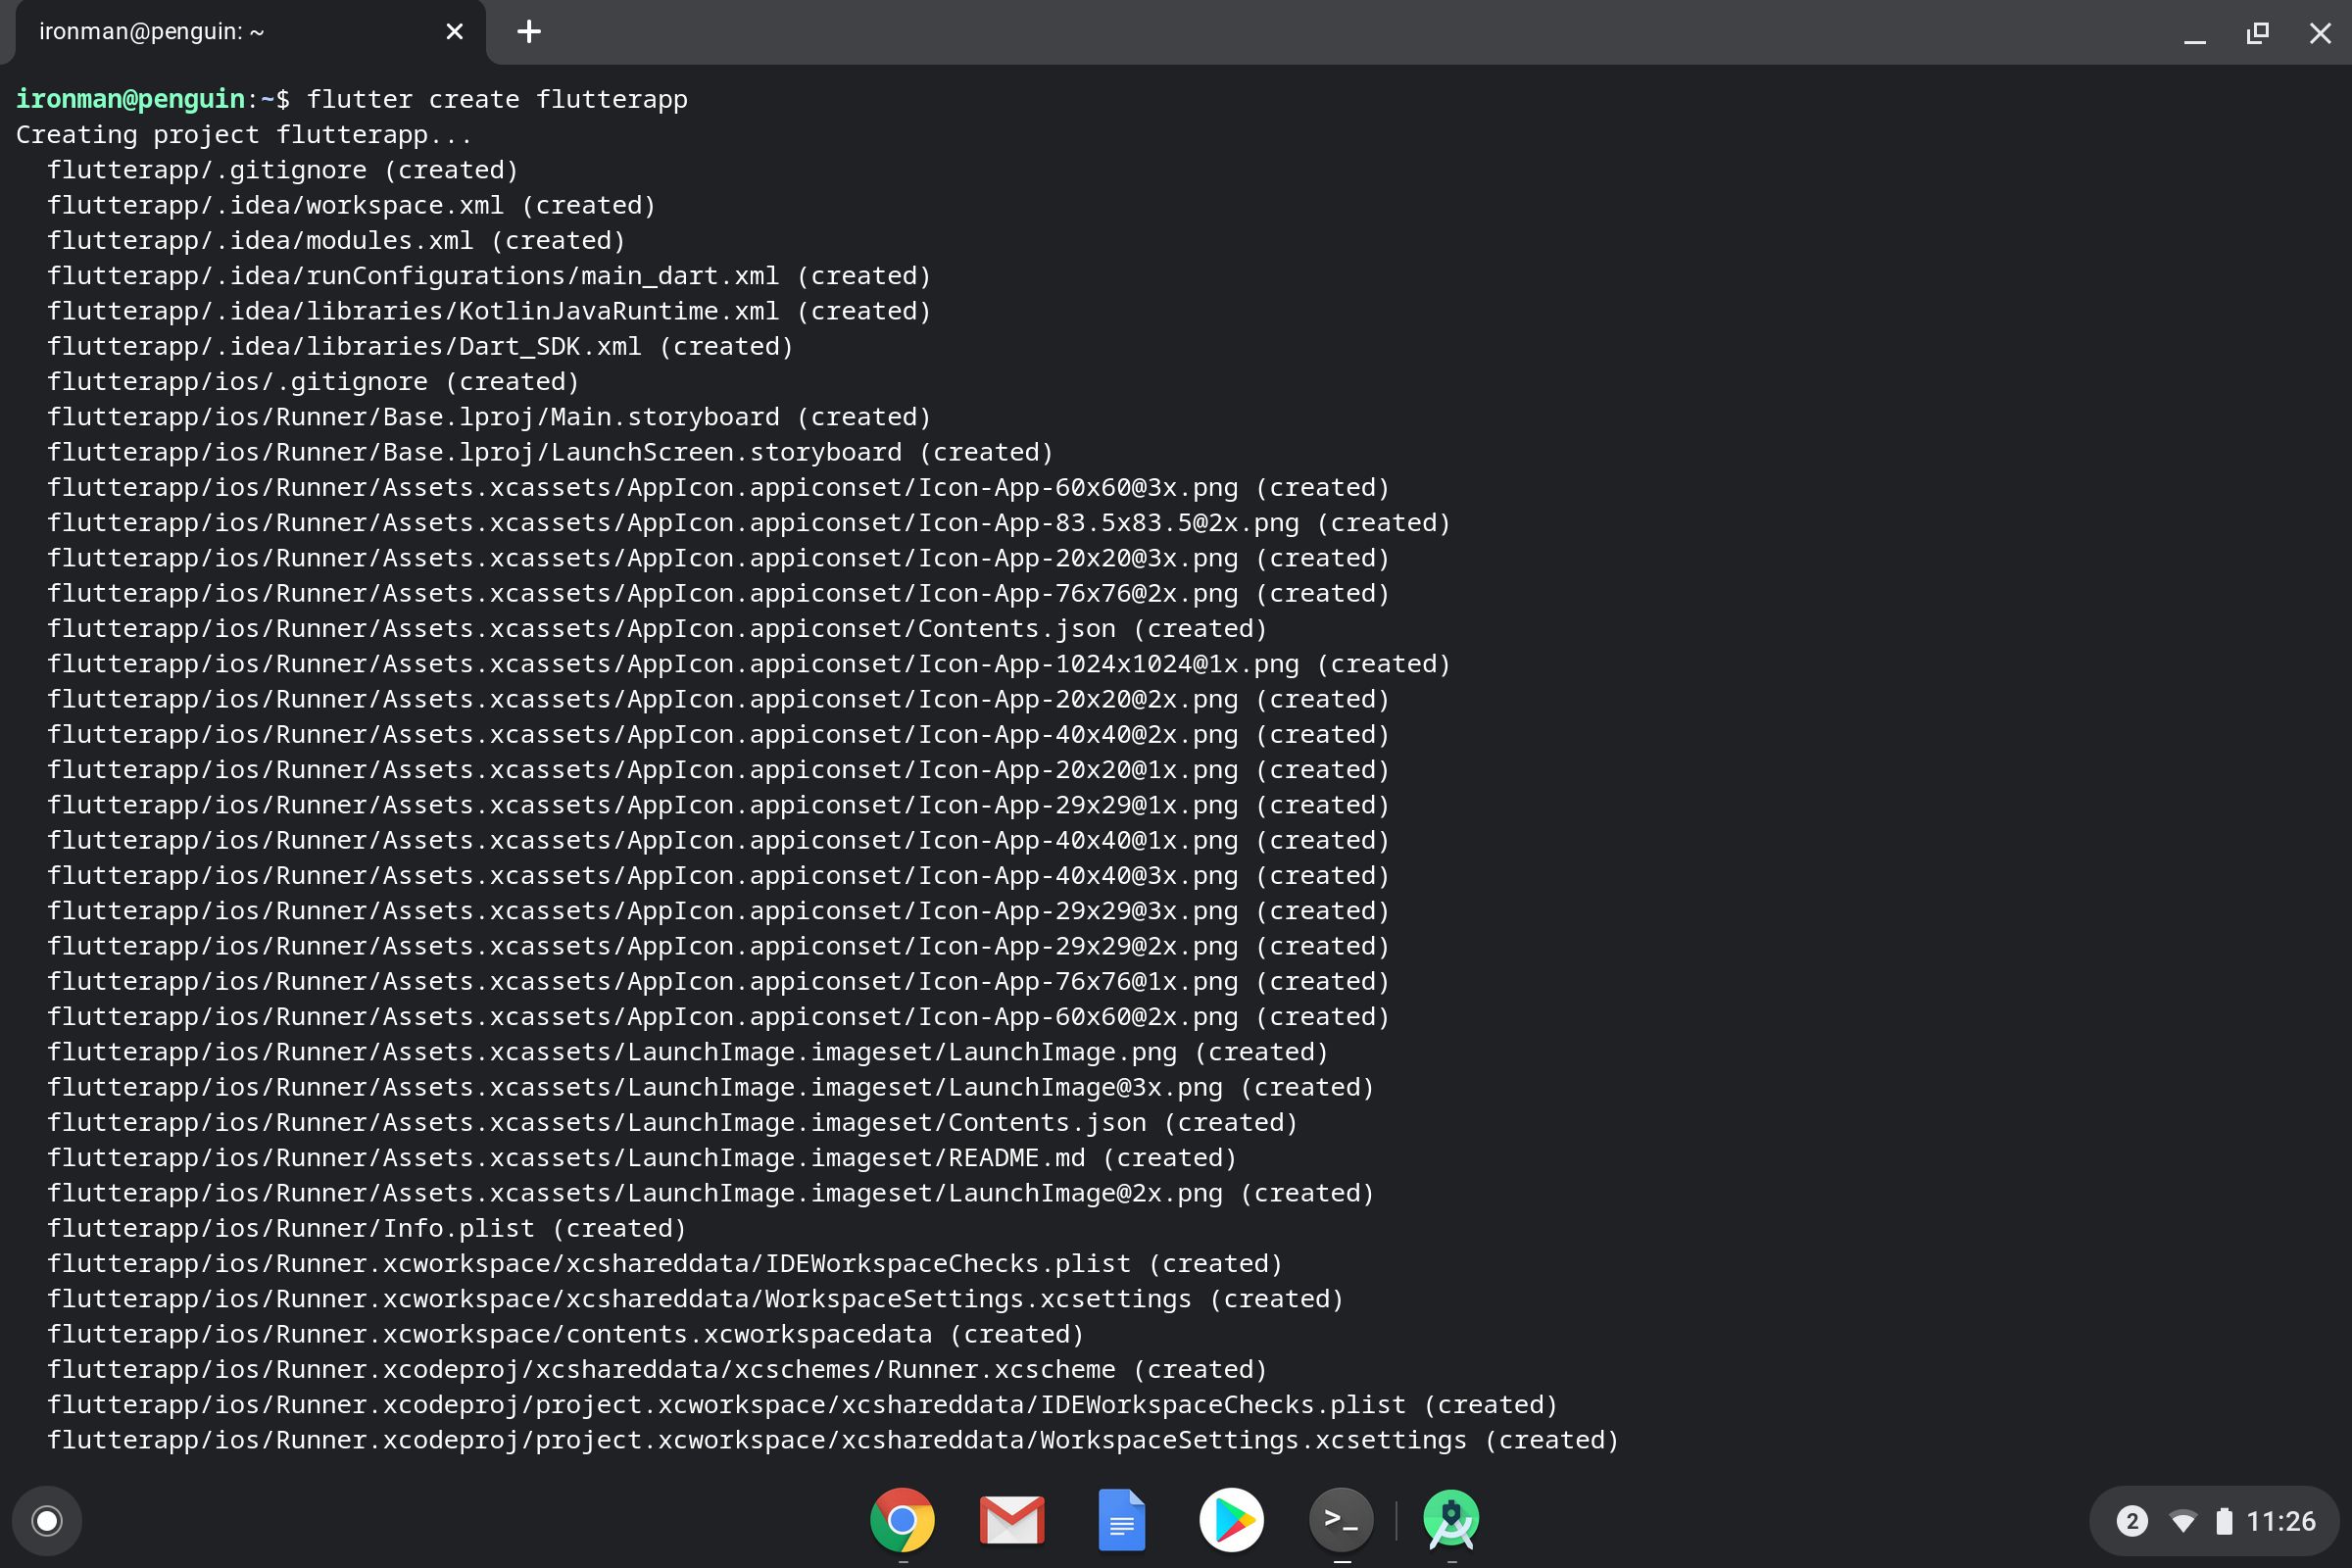 ironman@penguin: ~
ironman@penguin:~$ flutter create flutterapp
Creating project flutterapp...
  flutterapp/.gitignore (created)
  flutterapp/.idea/workspace.xml (created)
  flutterapp/.idea/modules.xml (created)
  flutterapp/.idea/runConfigurations/main_dart.xml (created)
  flutterapp/.idea/libraries/KotlinJavaRuntime.xml (created)
  flutterapp/.idea/libraries/Dart_SDK.xml (created)
  flutterapp/ios/.gitignore (created)
  flutterapp/ios/Runner/Base.lproj/Main.storyboard (created)
  flutterapp/ios/Runner/Base.lproj/LaunchScreen.storyboard (created)
  flutterapp/ios/Runner/Assets.xcassets/AppIcon.appiconset/Icon-App-60x60@3x.png (created)
  flutterapp/ios/Runner/Assets.xcassets/AppIcon.appiconset/Icon-App-83.5x83.5@2x.png (created)
  flutterapp/ios/Runner/Assets.xcassets/AppIcon.appiconset/Icon-App-20x20@3x.png (created)
  flutterapp/ios/Runner/Assets.xcassets/AppIcon.appiconset/Icon-App-76x76@2x.png (created)
  flutterapp/ios/Runner/Assets.xcassets/AppIcon.appiconset/Contents.json (created)
  flutterapp/ios/Runner/Assets.xcassets/AppIcon.appiconset/Icon-App-1024x1024@1x.png (created)
  flutterapp/ios/Runner/Assets.xcassets/AppIcon.appiconset/Icon-App-20x20@2x.png (created)
  flutterapp/ios/Runner/Assets.xcassets/AppIcon.appiconset/Icon-App-40x40@2x.png (created)
  flutterapp/ios/Runner/Assets.xcassets/AppIcon.appiconset/Icon-App-20x20@1x.png (created)
  flutterapp/ios/Runner/Assets.xcassets/AppIcon.appiconset/Icon-App-29x29@1x.png (created)
  flutterapp/ios/Runner/Assets.xcassets/AppIcon.appiconset/Icon-App-40x40@1x.png (created)
  flutterapp/ios/Runner/Assets.xcassets/AppIcon.appiconset/Icon-App-40x40@3x.png (created)
  flutterapp/ios/Runner/Assets.xcassets/AppIcon.appiconset/Icon-App-29x29@3x.png (created)
  flutterapp/ios/Runner/Assets.xcassets/AppIcon.appiconset/Icon-App-29x29@2x.png (created)
  flutterapp/ios/Runner/Assets.xcassets/AppIcon.appiconset/Icon-App-76x76@1x.png (created)
  flutterapp/ios/Runner/Assets.xcassets/AppIcon.appiconset/Icon-App-60x60@2x.png (created)
  flutterapp/ios/Runner/Assets.xcassets/LaunchImage.imageset/LaunchImage.png (created)
  flutterapp/ios/Runner/Assets.xcassets/LaunchImage.imageset/LaunchImage@3x.png (created)
  flutterapp/ios/Runner/Assets.xcassets/LaunchImage.imageset/Contents.json (created)
  flutterapp/ios/Runner/Assets.xcassets/LaunchImage.imageset/README.md (created)
  flutterapp/ios/Runner/Assets.xcassets/LaunchImage.imageset/LaunchImage@2x.png (created)
  flutterapp/ios/Runner/Info.plist (created)
  flutterapp/ios/Runner.xcworkspace/xcshareddata/IDEWorkspaceChecks.plist (created)
  flutterapp/ios/Runner.xcworkspace/xcshareddata/WorkspaceSettings.xcsettings (created)
  flutterapp/ios/Runner.xcworkspace/contents.xcworkspacedata (created)
  flutterapp/ios/Runner.xcodeproj/xcshareddata/xcschemes/Runner.xcscheme (created)
  flutterapp/ios/Runner.xcodeproj/project.xcworkspace/xcshareddata/IDEWorkspaceChecks.plist (created)
  flutterapp/ios/Runner.xcodeproj/project.xcworkspace/xcshareddata/WorkspaceSettings.xcsettings (created)
>_
2 11:26